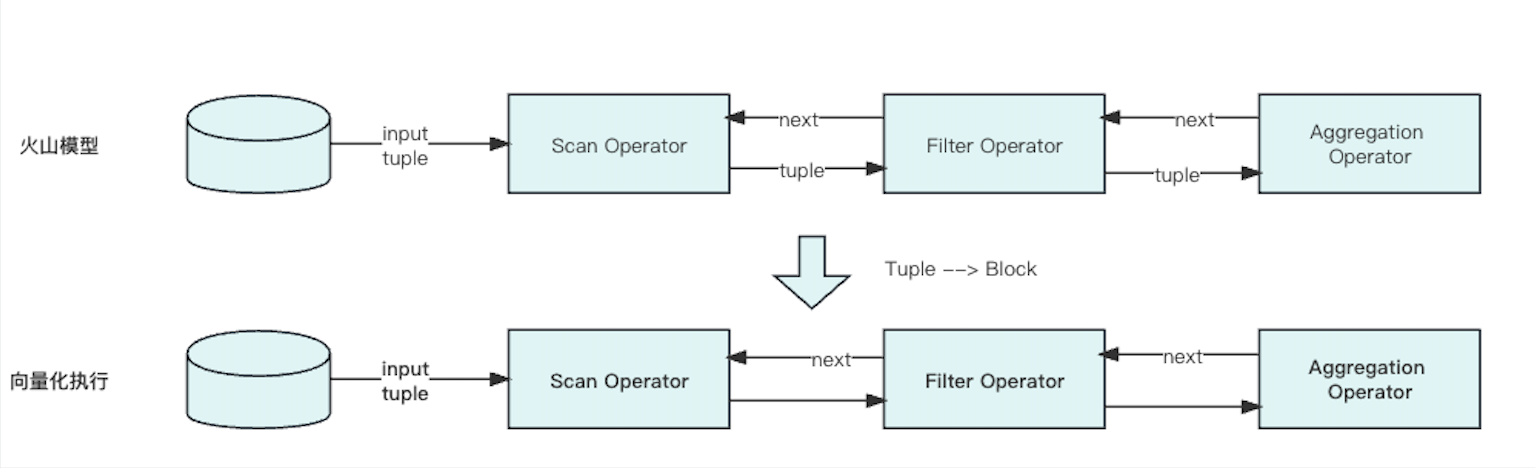 火山模型
input
tuple
Scan Operator
next
tuple
Filter Operator
next
tuple
Aggregation
Operator
Tuple --> Block
向量化执行
input
tuple
Scan Operator
next
Filter Operator
next
Aggregation
Operator